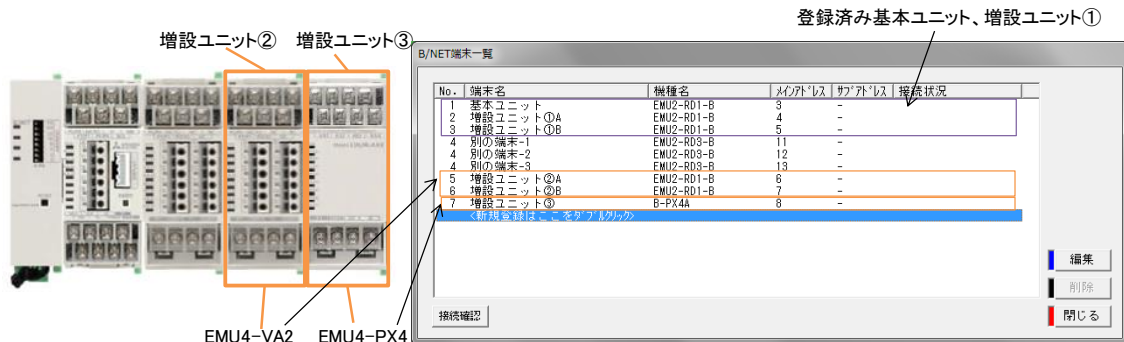 登録済み基本ユニット、増設ユニット①
増設ユニット② 増設ユニット③
B/NET端末一覧
No. 端末名 機種名 メインアドレス サブアドレス 接続状況
1 基本ユニット EMU2-RD1-B 3 -
2 増設ユニット①A EMU2-RD1-B 4 -
3 増設ユニット①B EMU2-RD1-B 5 -
4 別の端末-1 EMU2-RD3-B 11 -
4 別の端末-2 EMU2-RD3-B 12 -
4 別の端末-3 EMU2-RD3-B 13 -
5 増設ユニット②A EMU2-RD1-B 6 -
6 増設ユニット②B EMU2-RD1-B 7 -
7 増設ユニット③ B-PX4A 8 -
<新規登録はここをダブルクリック>
編集
削除
接続確認
閉じる
EMU4-VA2 EMU4-PX4